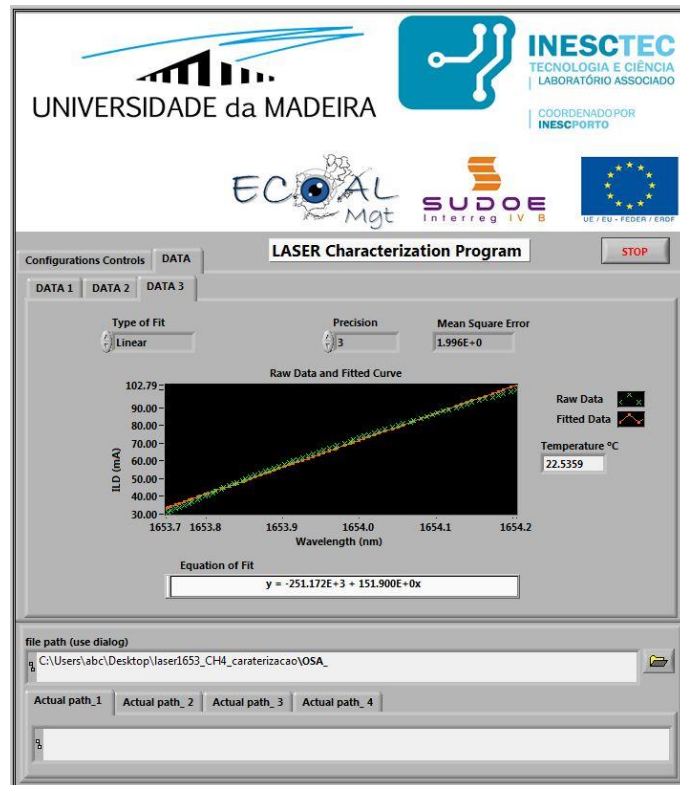 UNIVERSIDADE da MADEIRA
INESCTEC
TECNOLOGIA E CIÊNCIA
LABORATÓRIO ASSOCIADO
COORDENADO POR
INESCPORTO
ECOAL
Mgt
SUDOE
Interreg IV B
UE / EU - FEDER / ERDF
Configurations Controls
DATA
LASER Characterization Program
STOP
DATA 1
DATA 2
DATA 3
Type of Fit
Linear
Precision
3
Mean Square Error
1.996E+0
Raw Data and Fitted Curve
102.79
90.00
80.00
70.00
60.00
50.00
40.00
30.00
ILD (mA)
1653.7 1653.8 1653.9 1654.0 1654.1 1654.2
Wavelength (nm)
Raw Data
Fitted Data
Temperature ºC
22.5359
Equation of Fit
y = -251.172E+3 + 151.900E+0x
file path (use dialog)
C:\Users\abc\Desktop\laser1653_CH4_caraterizacao\OSA_
Actual path_1
Actual path_ 2
Actual path_ 3
Actual path_ 4